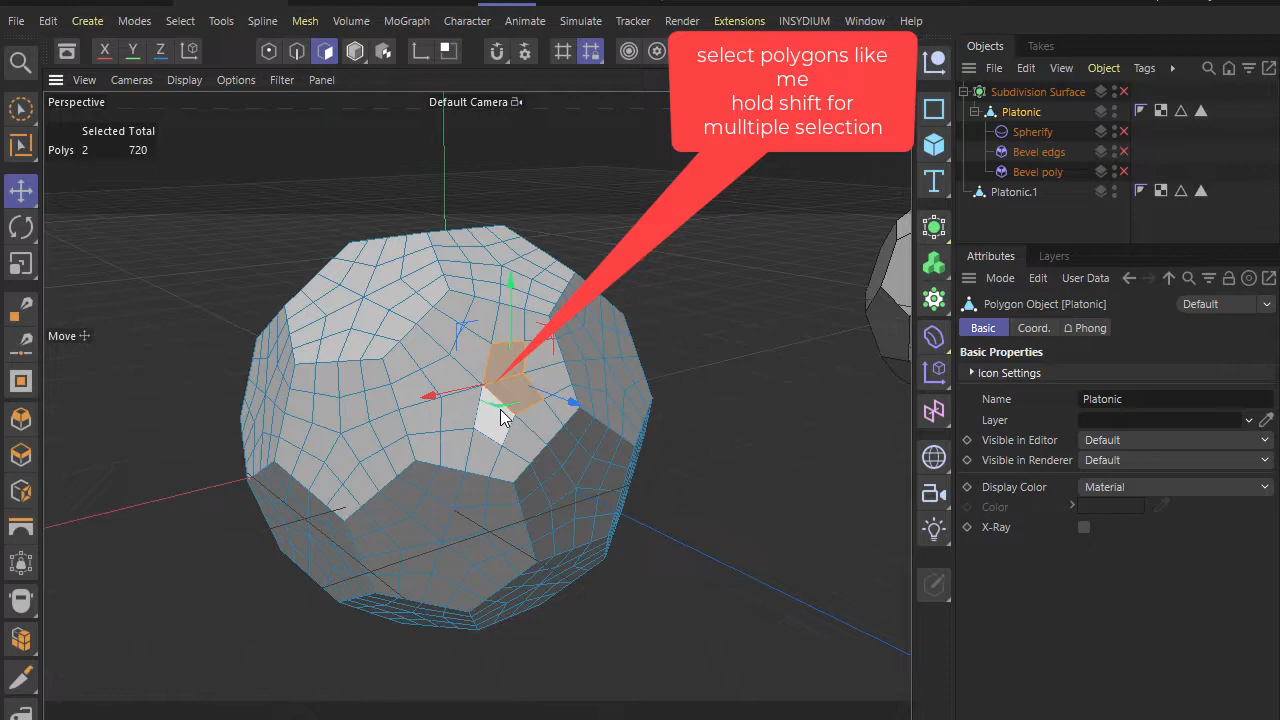 File Edit Create Modes Select Tools Spline Mesh Volume MoGraph Character Animate Simulate Tracker Render Extensions INSYDIUM Window Help
X Y Z
View Cameras Display Options Filter Panel
Perspective
Default Camera
Selected Total
Polys 2 720
Move
select polygons like
me
hold shift for
mulltiple selection
Objects Takes
File Edit View Object Tags
Subdivision Surface
Platonic
Spherify
Bevel edgs
Bevel poly
Platonic.1
Attributes Layers
Mode Edit User Data
Polygon Object [Platonic]
Default
Basic Coord. Phong
Basic Properties
Icon Settings
Name Platonic
Layer
Visible in Editor Default
Visible in Renderer Default
Display Color Material
Color
X-Ray